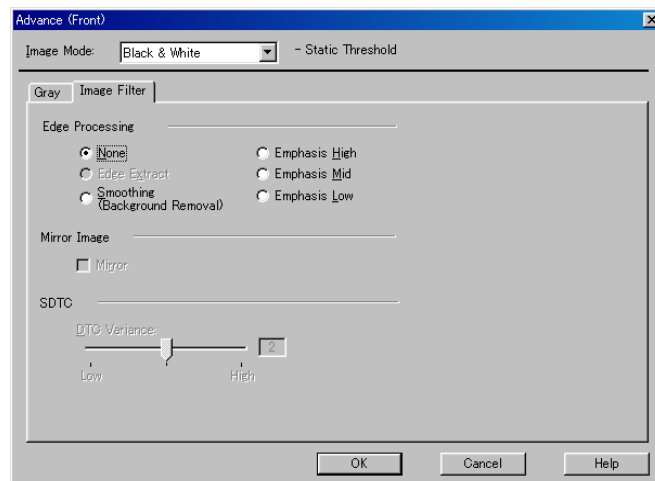 Advance (Front)
Image Mode: Black & White - Static Threshold
Gray Image Filter
Edge Processing
None Emphasis High
Edge Extract Emphasis Mid
Smoothing Emphasis Low
(Background Removal)
Mirror Image
Mirror
SDTC
DTC Variance:
2
Low High
OK Cancel Help